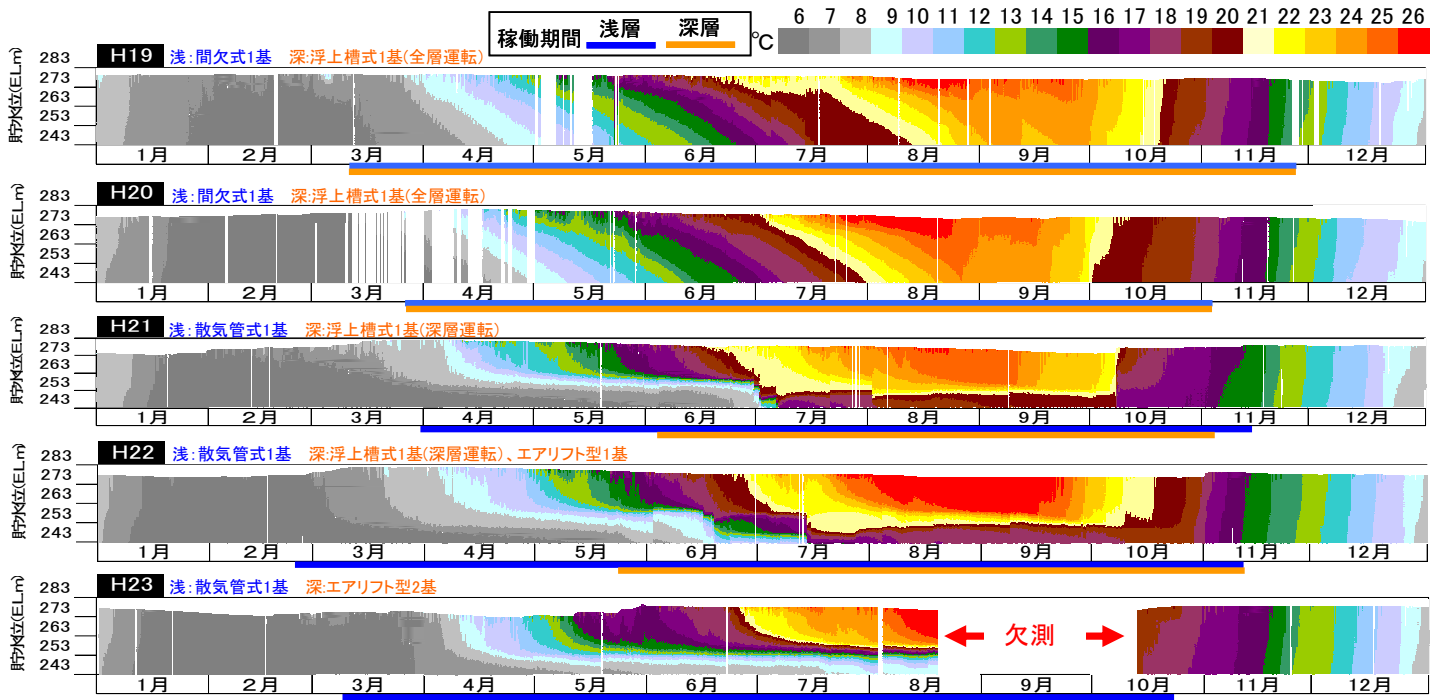 稼働期間 浅層 深層
℃ 6 7 8 9 10 11 12 13 14 15 16 17 18 19 20 21 22 23 24 25 26
H19 浅:間欠式1基 深:浮上槽式1基(全層運転)
貯水位(ELm)
283
273
263
253
243
1月 2月 3月 4月 5月 6月 7月 8月 9月 10月 11月 12月
H20 浅:間欠式1基 深:浮上槽式1基(全層運転)
貯水位(ELm)
283
273
263
253
243
1月 2月 3月 4月 5月 6月 7月 8月 9月 10月 11月 12月
H21 浅:散気管式1基 深:浮上槽式1基(深層運転)
貯水位(ELm)
283
273
263
253
243
1月 2月 3月 4月 5月 6月 7月 8月 9月 10月 11月 12月
H22 浅:散気管式1基 深:浮上槽式1基(深層運転)、エアリフト型1基
貯水位(ELm)
283
273
263
253
243
1月 2月 3月 4月 5月 6月 7月 8月 9月 10月 11月 12月
H23 浅:散気管式1基 深:エアリフト型2基
貯水位(ELm)
283
273
263
253
243
欠測
1月 2月 3月 4月 5月 6月 7月 8月 9月 10月 11月 12月